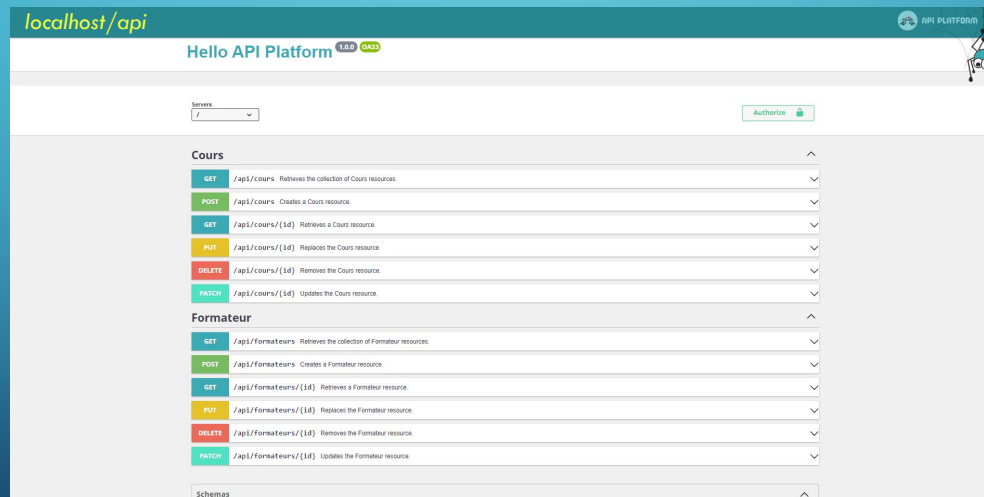 localhost/api
API PLATFORM
Hello API Platform 1.0.0 OAS3
Servers
/
Authorize
Cours
GET /api/cours Retrieves the collection of Cours resources.
POST /api/cours Creates a Cours resource.
GET /api/cours/{id} Retrieves a Cours resource.
PUT /api/cours/{id} Replaces the Cours resource.
DELETE /api/cours/{id} Removes the Cours resource.
PATCH /api/cours/{id} Updates the Cours resource.
Formateur
GET /api/formateurs Retrieves the collection of Formateur resources.
POST /api/formateurs Creates a Formateur resource.
GET /api/formateurs/{id} Retrieves a Formateur resource.
PUT /api/formateurs/{id} Replaces the Formateur resource.
DELETE /api/formateurs/{id} Removes the Formateur resource.
PATCH /api/formateurs/{id} Updates the Formateur resource.
Schemas